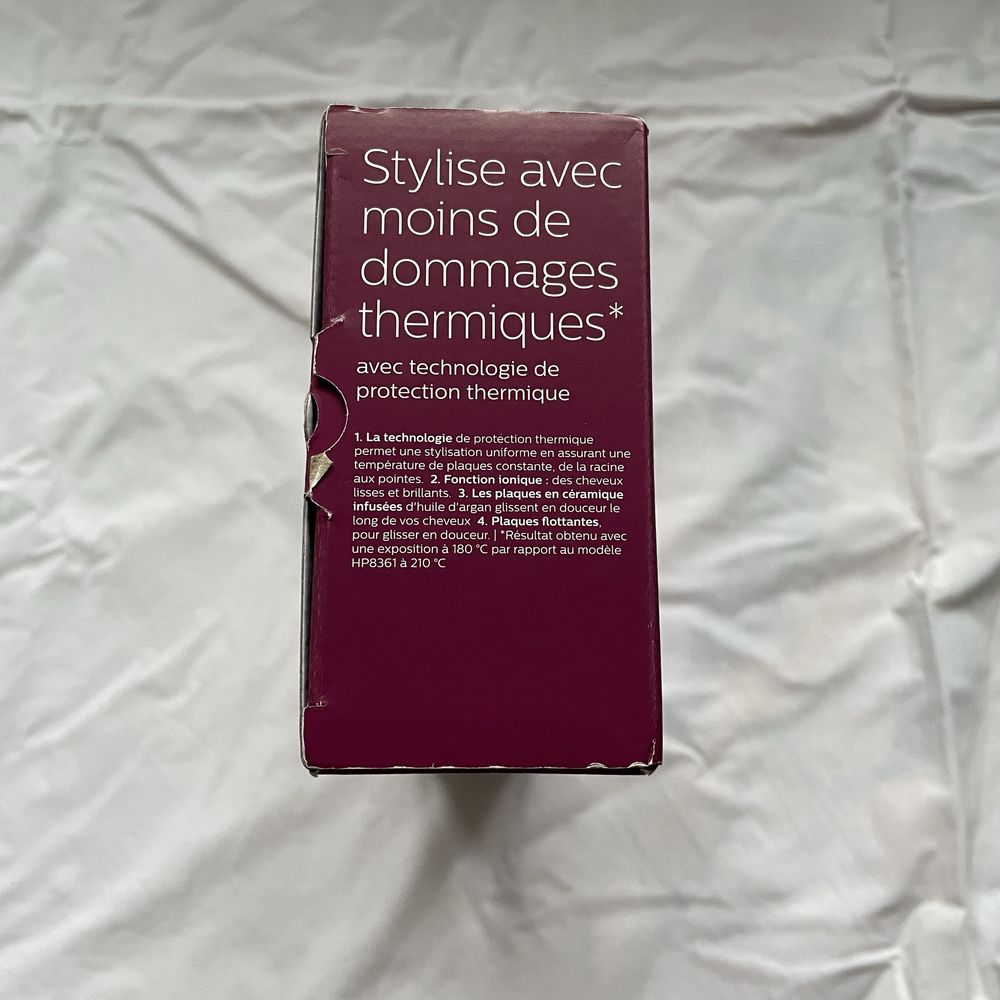 Stylise avec
moins de
dommages
thermiques*
avec technologie de
protection thermique
1. La technologie de protection thermique
permet une stylisation uniforme en assurant une
température de plaques constante, de la racine
aux pointes. 2. Fonction ionique : des cheveux
lisses et brillants. 3. Les plaques en céramique
infusées d'huile d'argan glissent en douceur le
long de vos cheveux 4. Plaques flottantes,
pour glisser en douceur. | *Résultat obtenu avec
une exposition à 180 °C par rapport au modèle
HP8361 à 210 °C